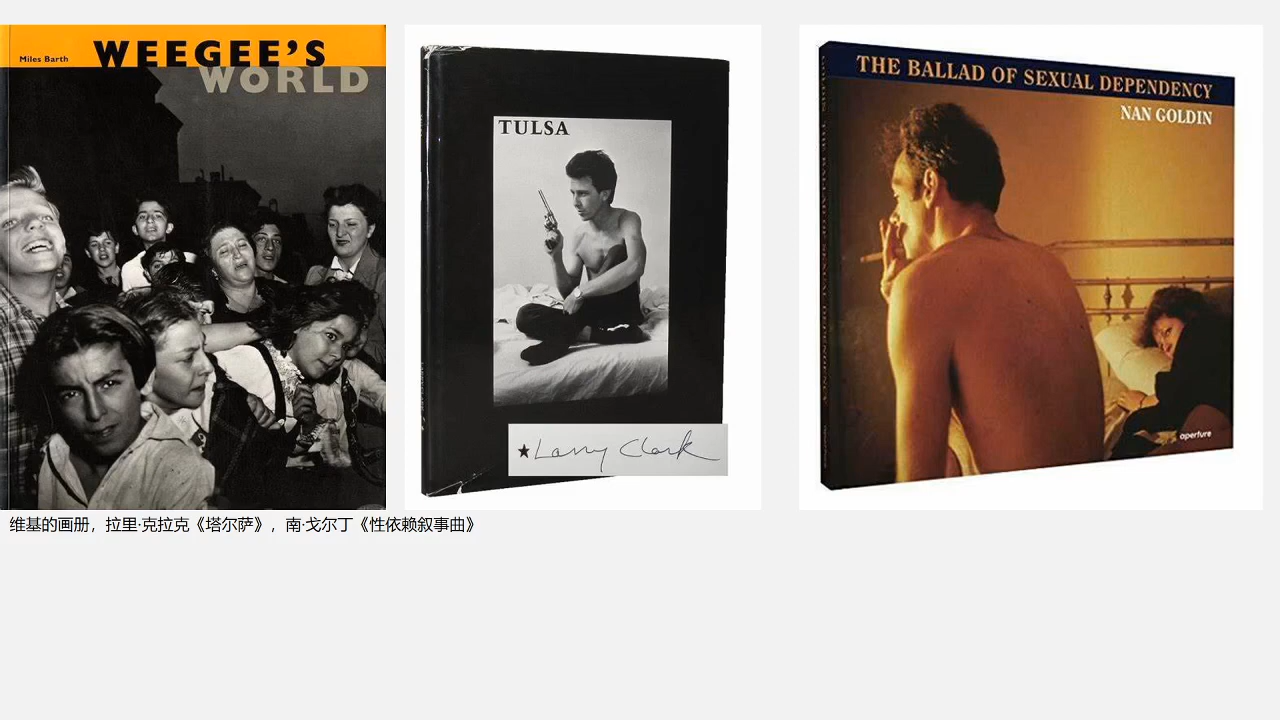 Miles Barth
WEEGEE'S
WORLD
TULSA
★Larry Clark
THE BALLAD OF SEXUAL DEPENDENCY
NAN GOLDIN
aperture
维基的画册，拉里·克拉克《塔尔萨》，南·戈尔丁《性依赖叙事曲》